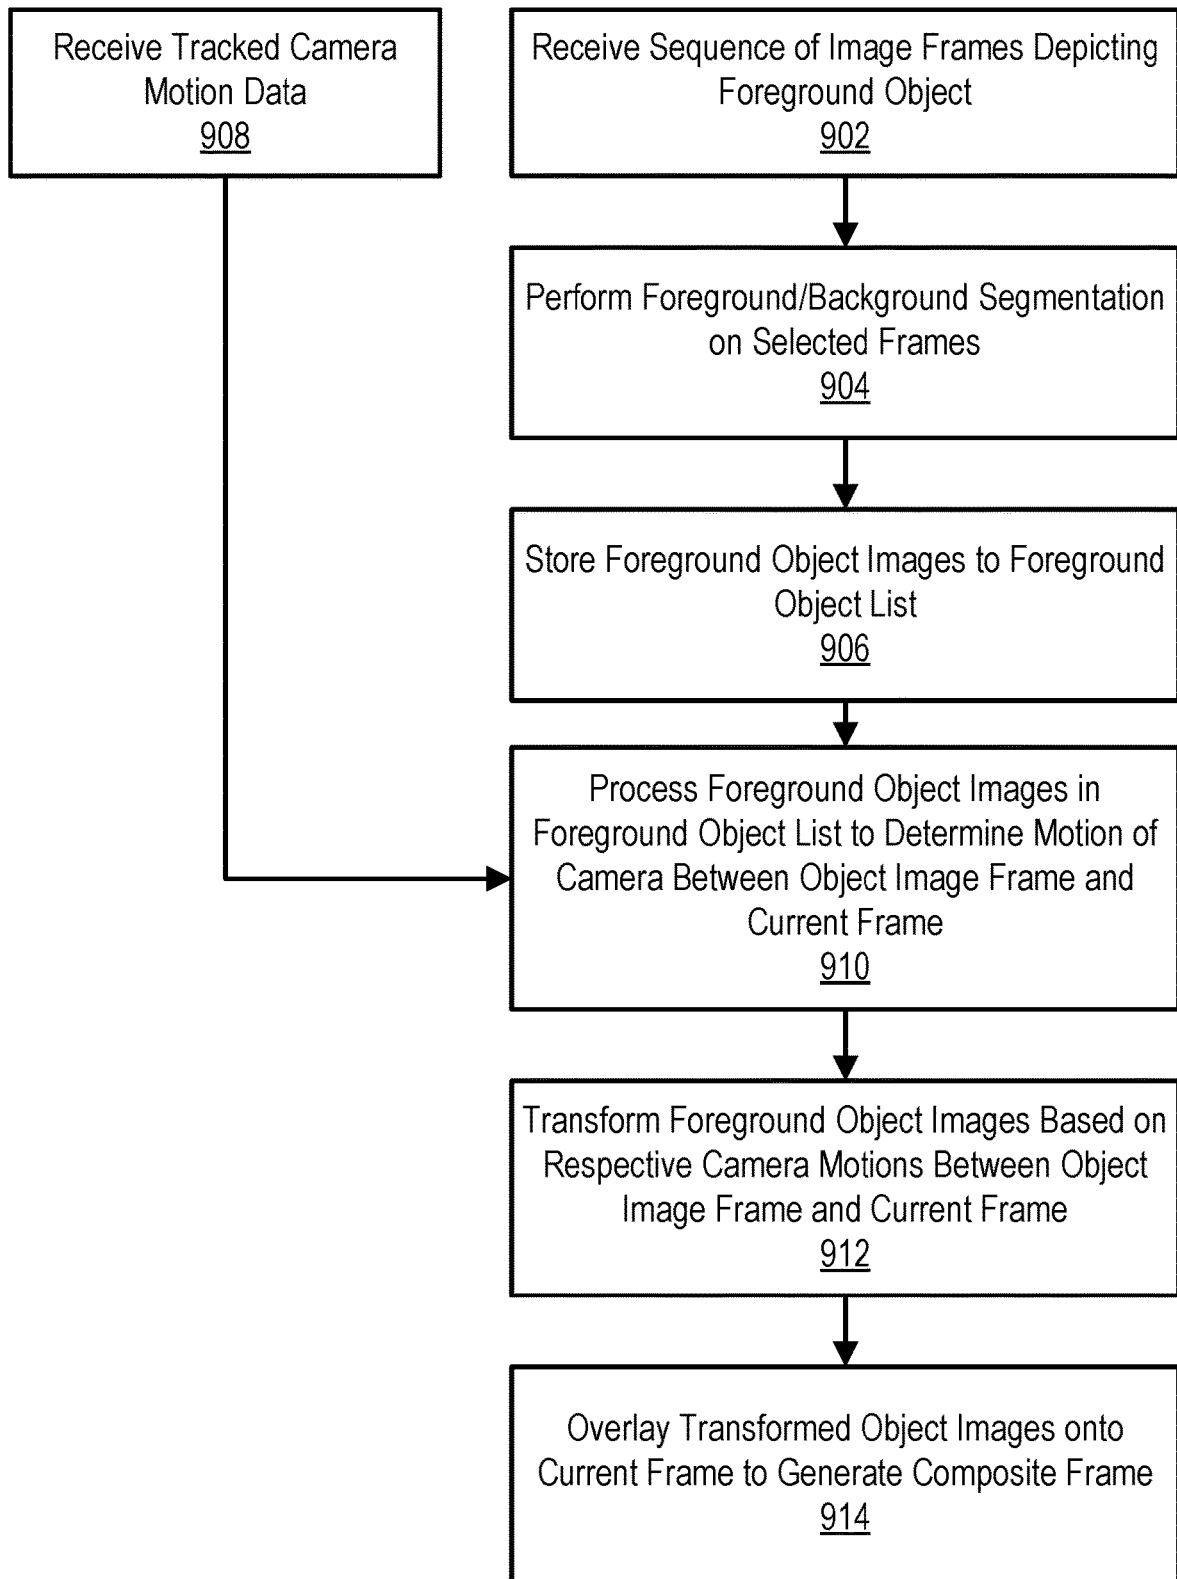 Receive Tracked Camera
Motion Data
908
Receive Sequence of Image Frames Depicting
Foreground Object
902
Perform Foreground/Background Segmentation
on Selected Frames
904
Store Foreground Object Images to Foreground
Object List
906
Process Foreground Object Images in
Foreground Object List to Determine Motion of
Camera Between Object Image Frame and
Current Frame
910
Transform Foreground Object Images Based on
Respective Camera Motions Between Object
Image Frame and Current Frame
912
Overlay Transformed Object Images onto
Current Frame to Generate Composite Frame
914